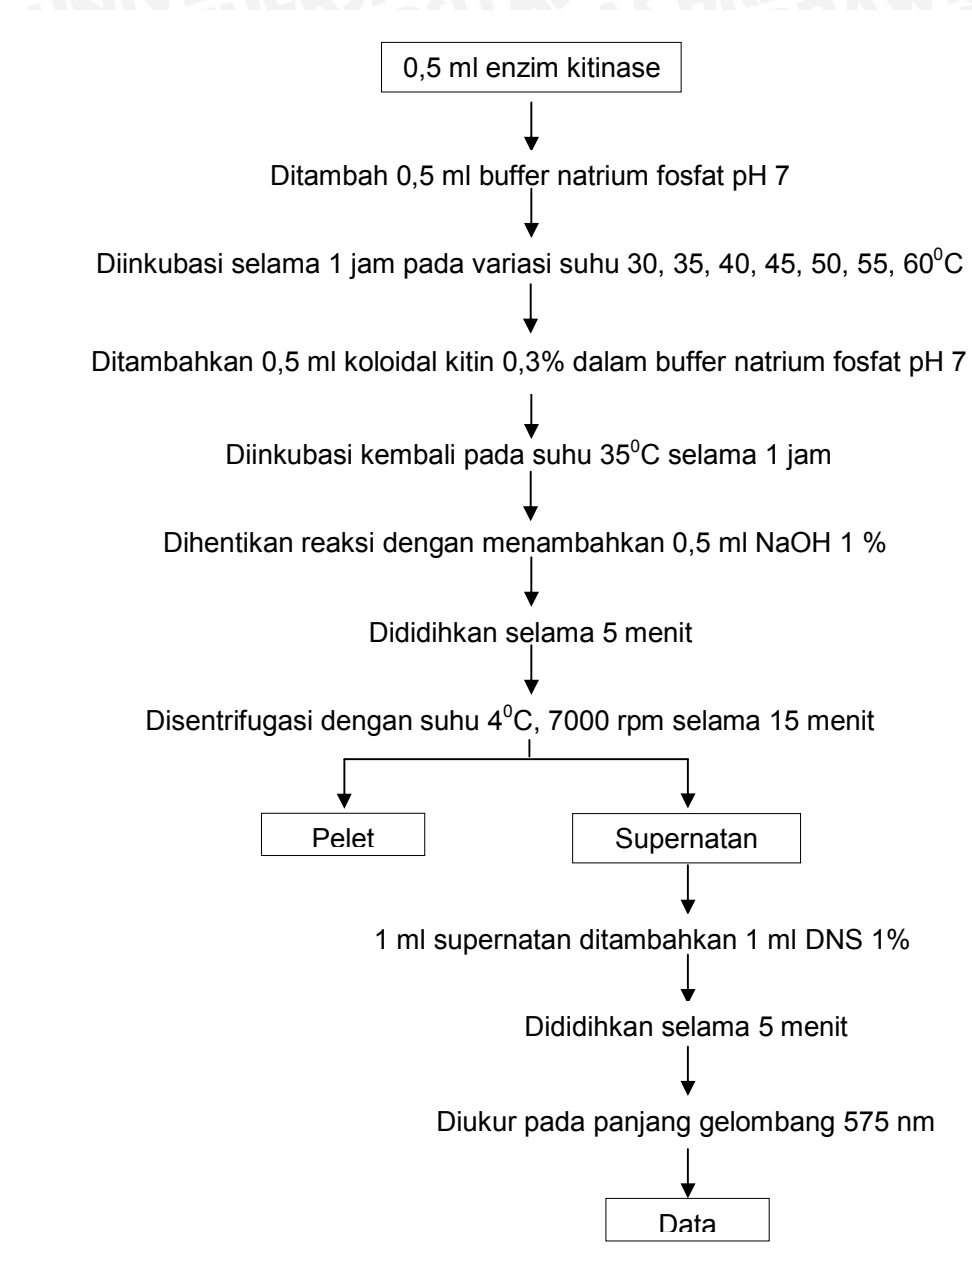 0,5 ml enzim kitinase
Ditambah 0,5 ml buffer natrium fosfat pH 7
Diinkubasi selama 1 jam pada variasi suhu 30, 35, 40, 45, 50, 55, 60⁰C
Ditambahkan 0,5 ml koloidal kitin 0,3% dalam buffer natrium fosfat pH 7
Diinkubasi kembali pada suhu 35⁰C selama 1 jam
Dihentikan reaksi dengan menambahkan 0,5 ml NaOH 1 %
Dididihkan selama 5 menit
Disentrifugasi dengan suhu 4⁰C, 7000 rpm selama 15 menit
Pelet
Supernatan
1 ml supernatan ditambahkan 1 ml DNS 1%
Dididihkan selama 5 menit
Diukur pada panjang gelombang 575 nm
Data